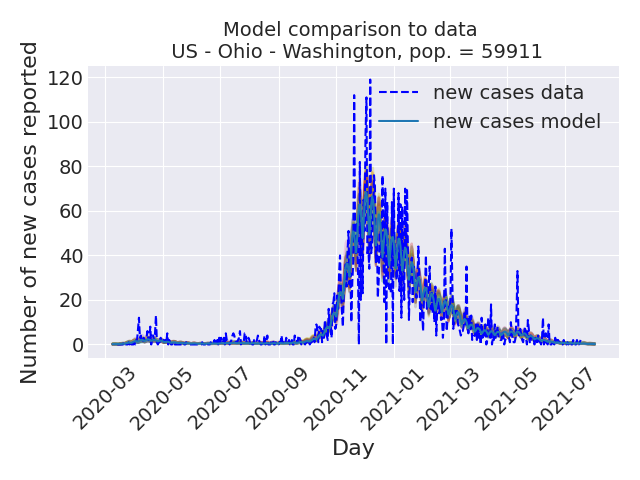 Model comparison to data
US - Ohio - Washington, pop. = 59911
Number of new cases reported
120
100
80
60
40
20
0
new cases data
new cases model
2020-03
2020-05
2020-07
2020-09
2020-11
2021-01
2021-03
2021-05
2021-07
Day